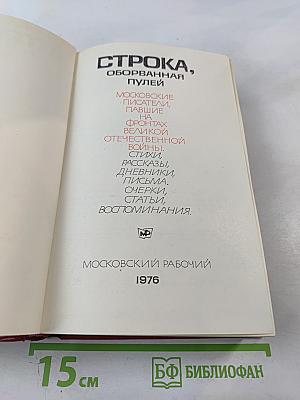 СТРОКА,
ОБОРВАННАЯ
ПУЛЕЙ
МОСКОВСКИЕ
ПИСАТЕЛИ,
ПАВШИЕ
НА
ФРОНТАХ
ВЕЛИКОЙ
ОТЕЧЕСТВЕННОЙ
ВОЙНЫ.
СТИХИ,
РАССКАЗЫ,
ДНЕВНИКИ,
ПИСЬМА.
ОЧЕРКИ,
СТАТЬИ,
ВОСПОМИНАНИЯ.
МР
МОСКОВСКИЙ РАБОЧИЙ
1976
15 см
БФ БИБЛИОФАН